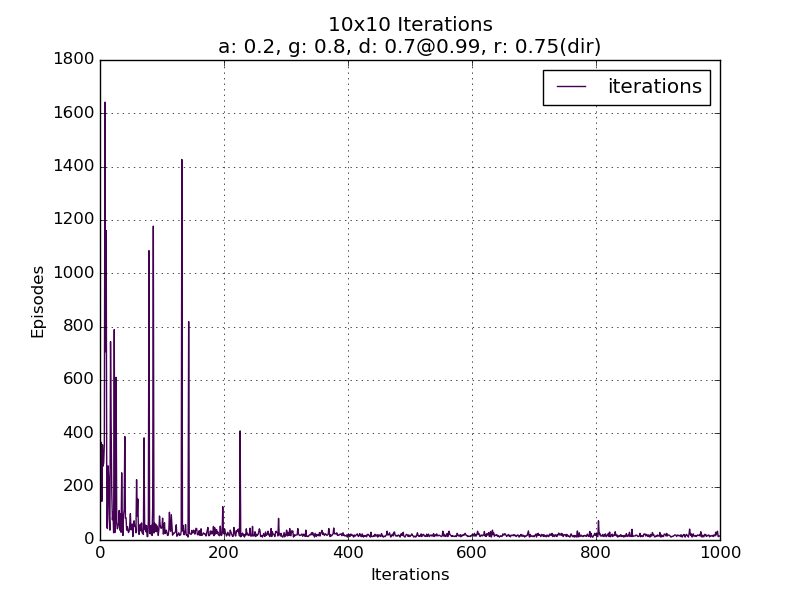 10x10 Iterations
a: 0.2, g: 0.8, d: 0.7@0.99, r: 0.75(dir)
iterations
1800
1600
1400
1200
1000
800
600
400
200
0
Episodes
0 200 400 600 800 1000
Iterations